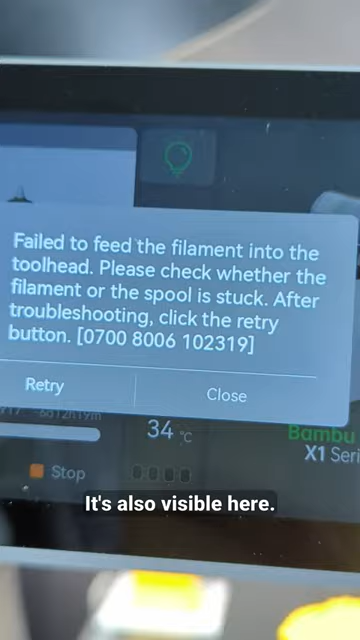 Failed to feed the filament into the
toolhead. Please check whether the
filament or the spool is stuck. After
troubleshooting, click the retry
button. [0700 8006 102319]
Retry
Close
34 °C
Bambu
X1 Seri
Stop
It's also visible here.